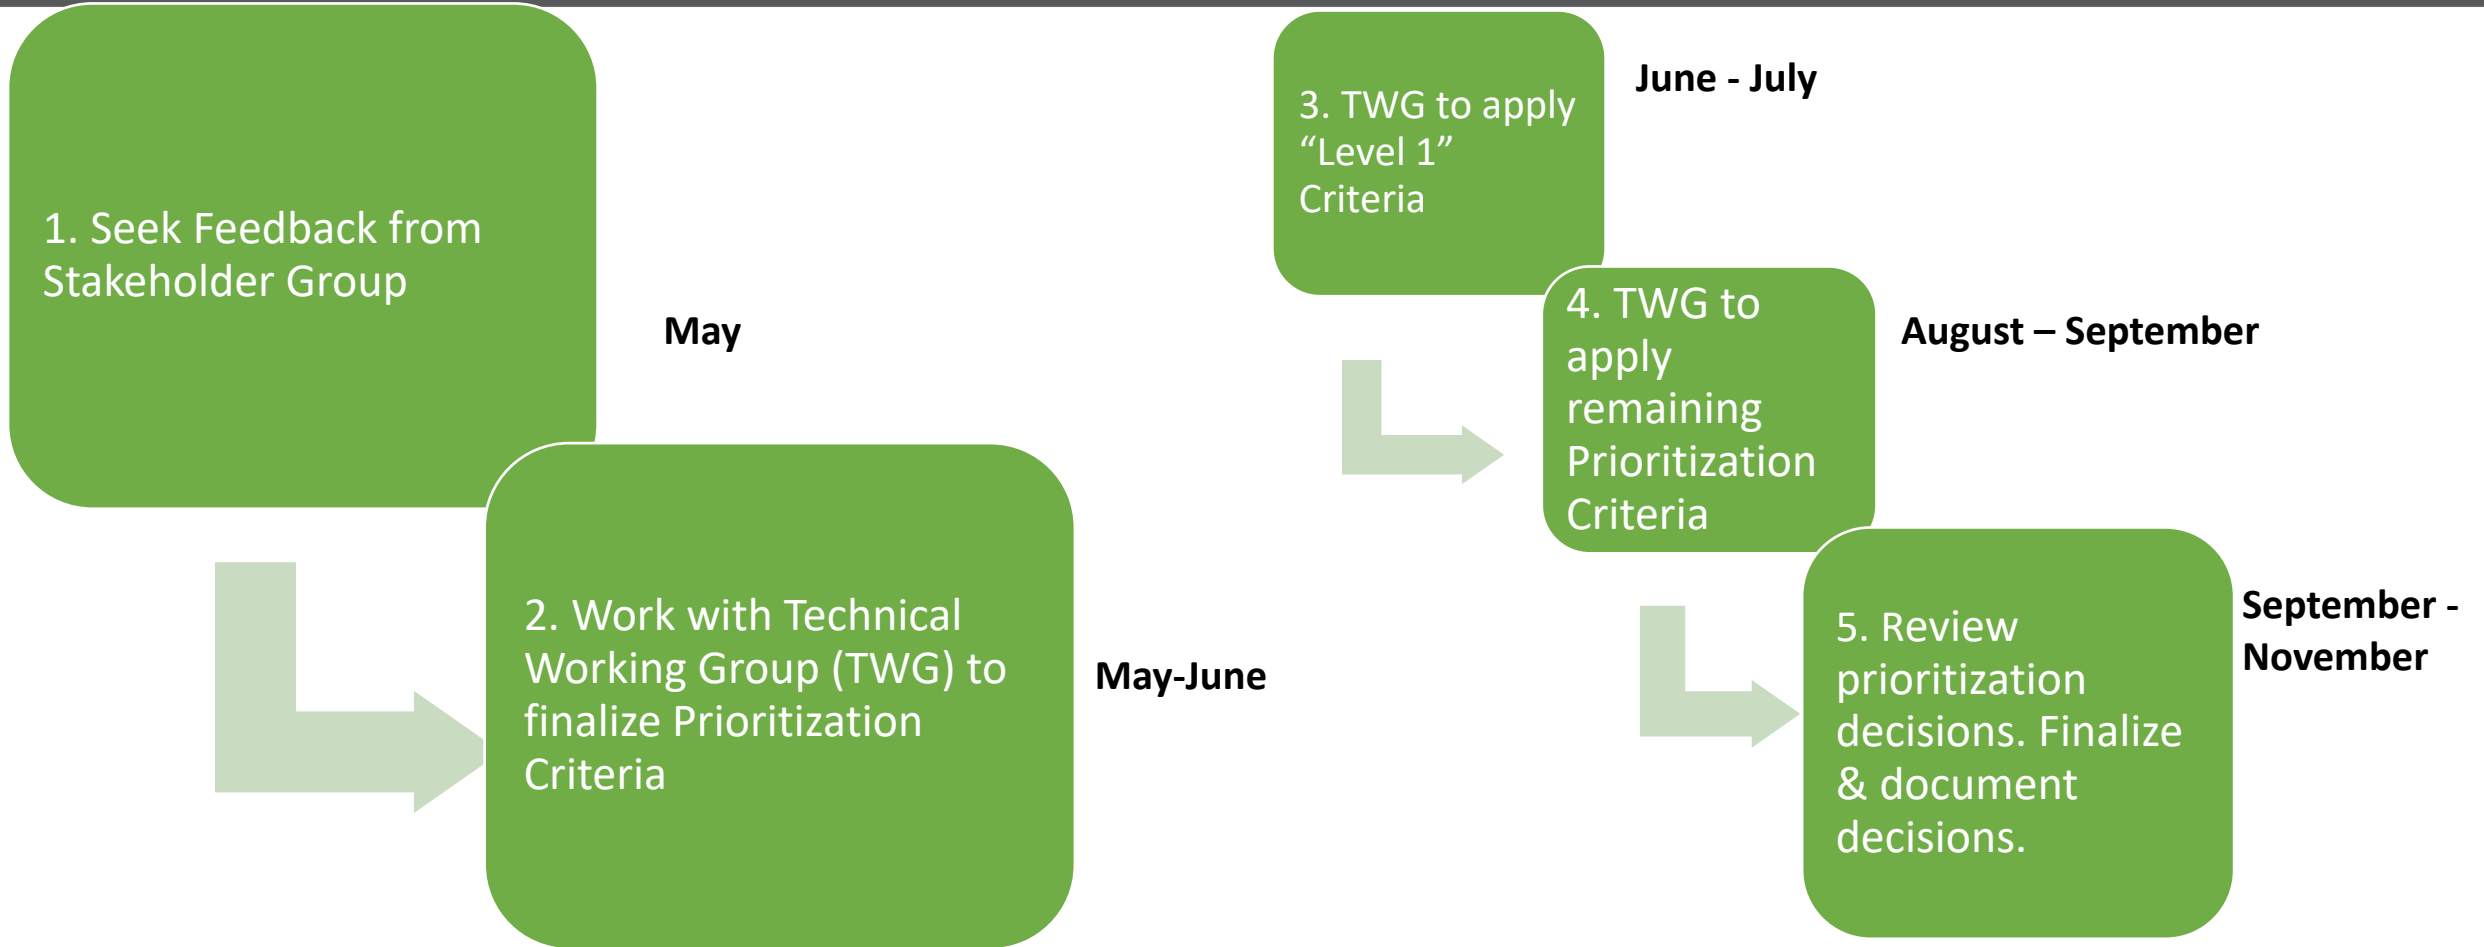 1. Seek Feedback from
Stakeholder Group
May
2. Work with Technical
Working Group (TWG) to
finalize Prioritization
Criteria
May-June
3. TWG to apply
“Level 1”
Criteria
June - July
4. TWG to
apply
remaining
Prioritization
Criteria
August – September
5. Review
prioritization
decisions. Finalize
& document
decisions.
September -
November